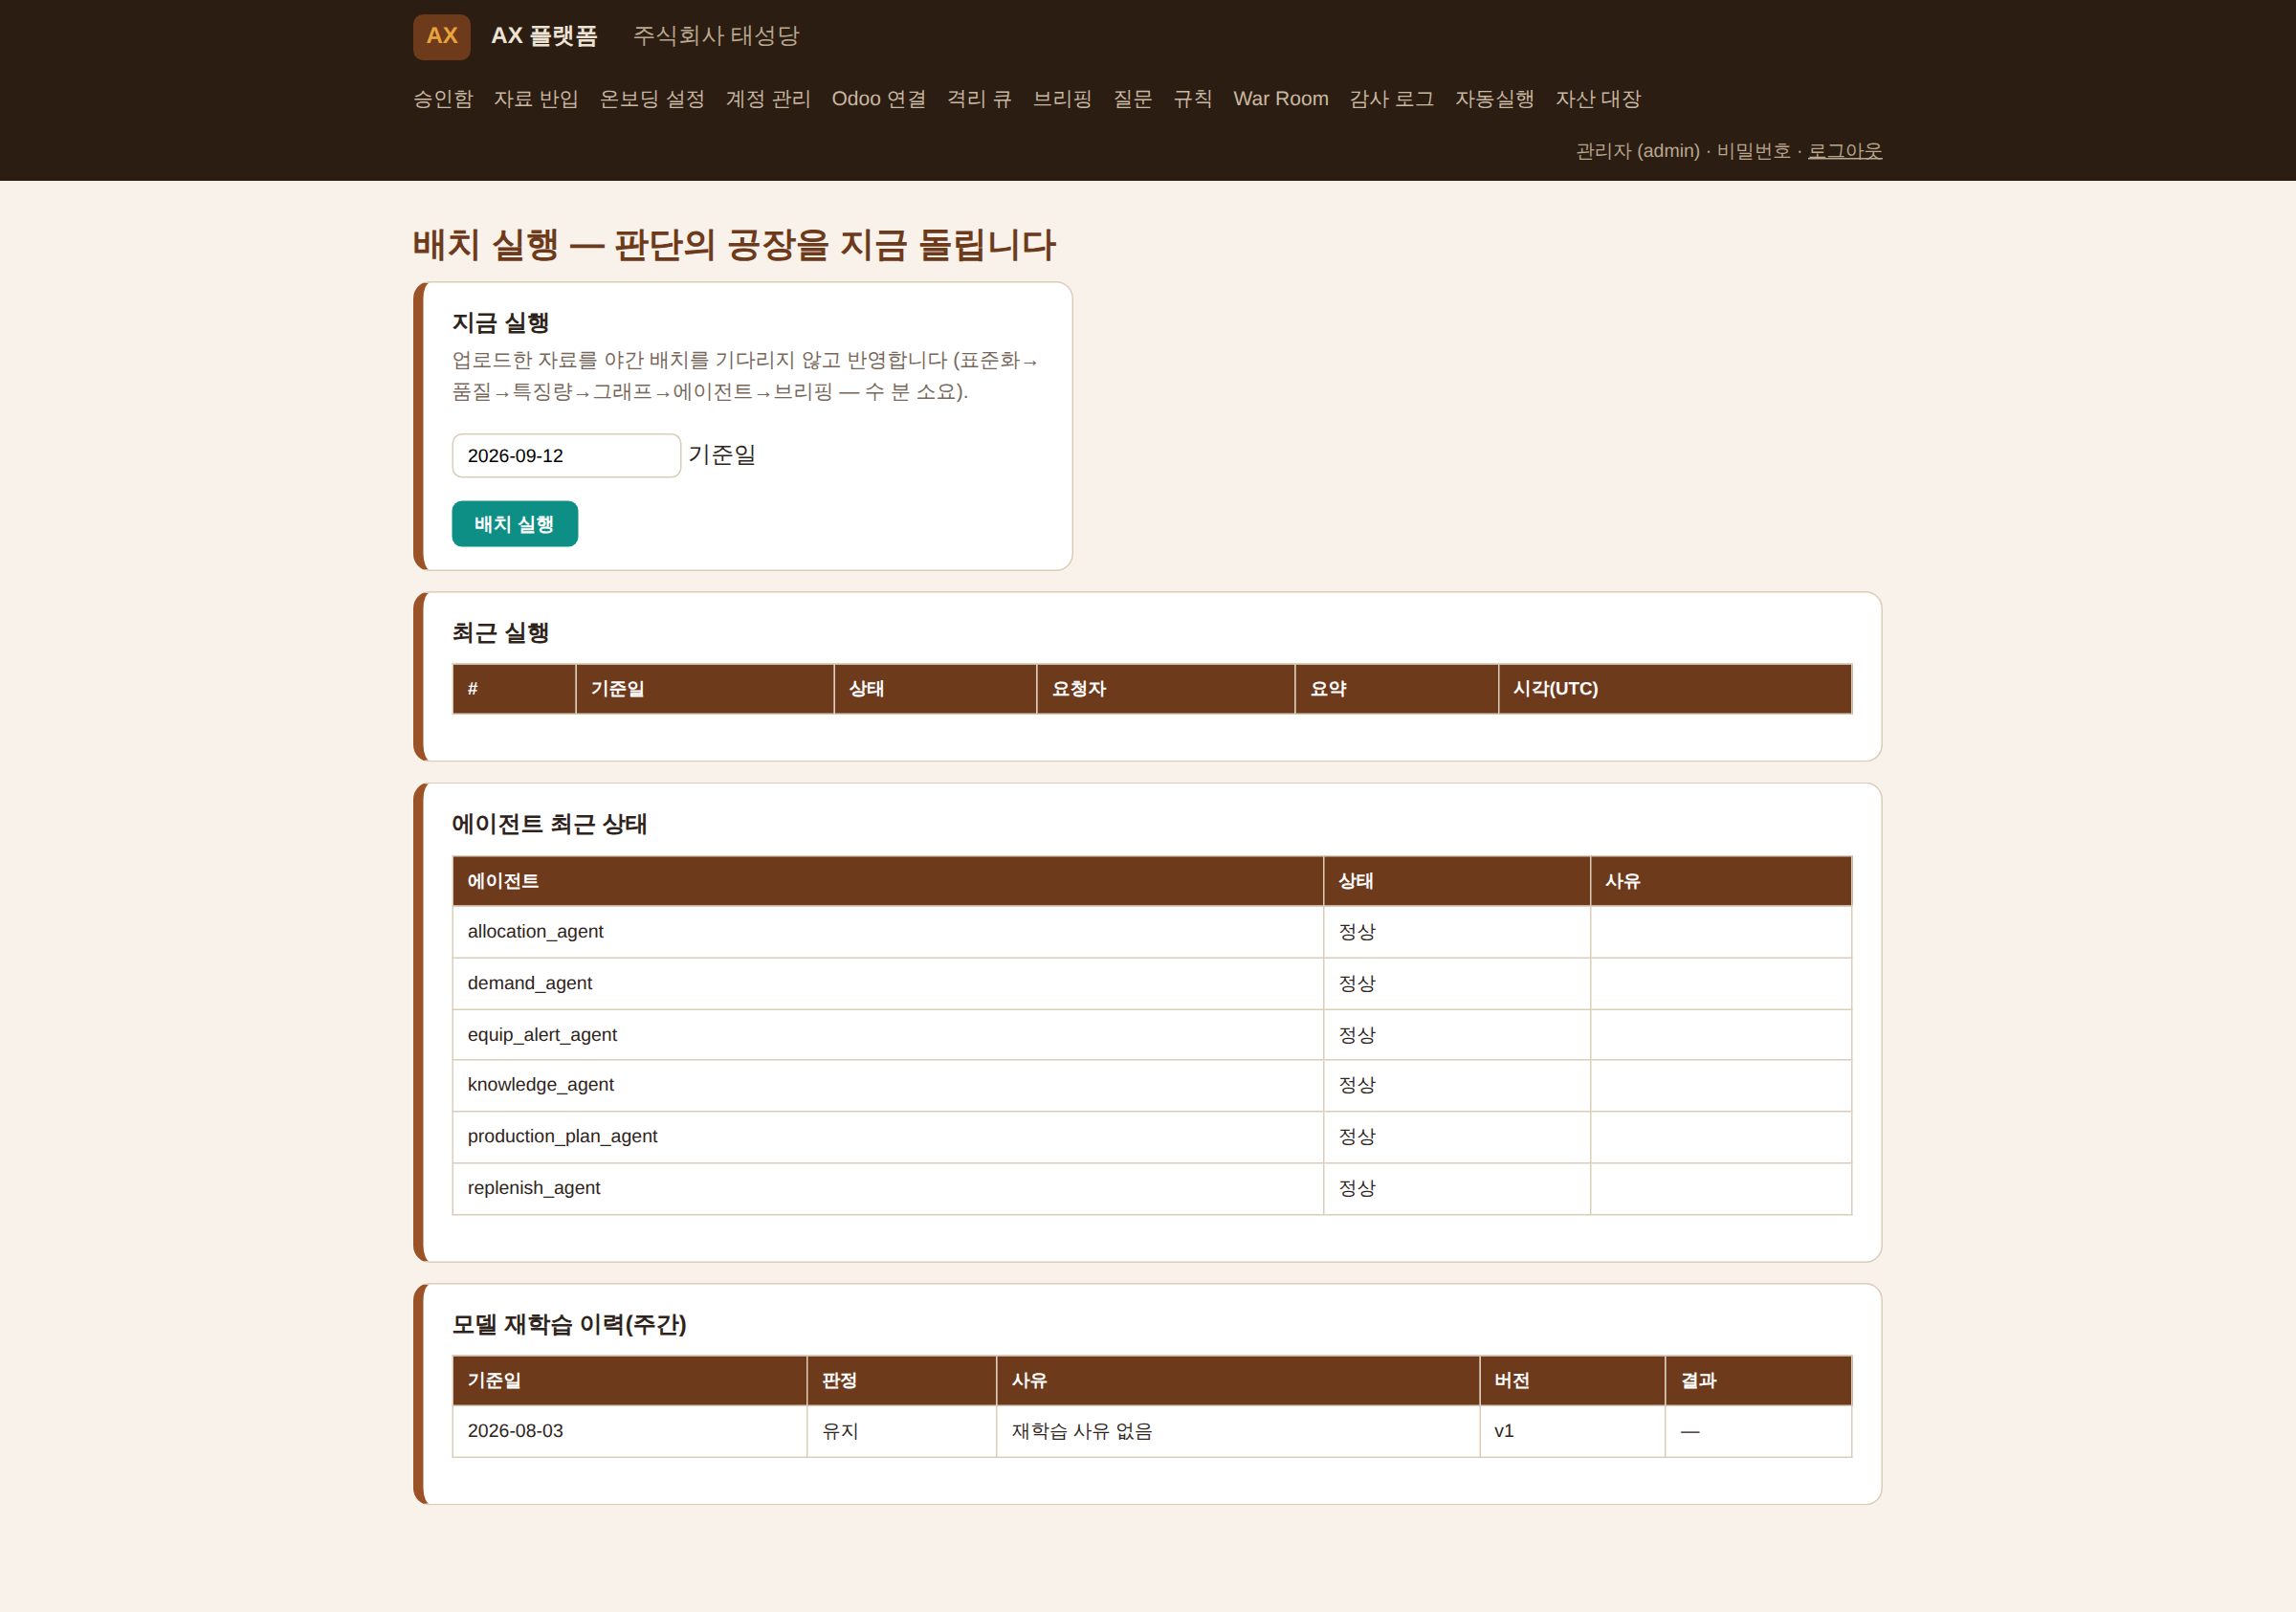 AX AX 플랫폼 주식회사 태성당
승인함 자료 반입 온보딩 설정 계정 관리 Odoo 연결 격리 큐 브리핑 질문 규칙 War Room 감사 로그 자동실행 자산 대장
관리자 (admin) · 비밀번호 · 로그아웃
배치 실행 — 판단의 공장을 지금 돌립니다
지금 실행
업로드한 자료를 야간 배치를 기다리지 않고 반영합니다 (표준화→
품질→특징량→그래프→에이전트→브리핑 — 수 분 소요).
2026-09-12 기준일
배치 실행
최근 실행
# 기준일 상태 요청자 요약 시각(UTC)
에이전트 최근 상태
에이전트 상태 사유
allocation_agent 정상
demand_agent 정상
equip_alert_agent 정상
knowledge_agent 정상
production_plan_agent 정상
replenish_agent 정상
모델 재학습 이력(주간)
기준일 판정 사유 버전 결과
2026-08-03 유지 재학습 사유 없음 v1 —